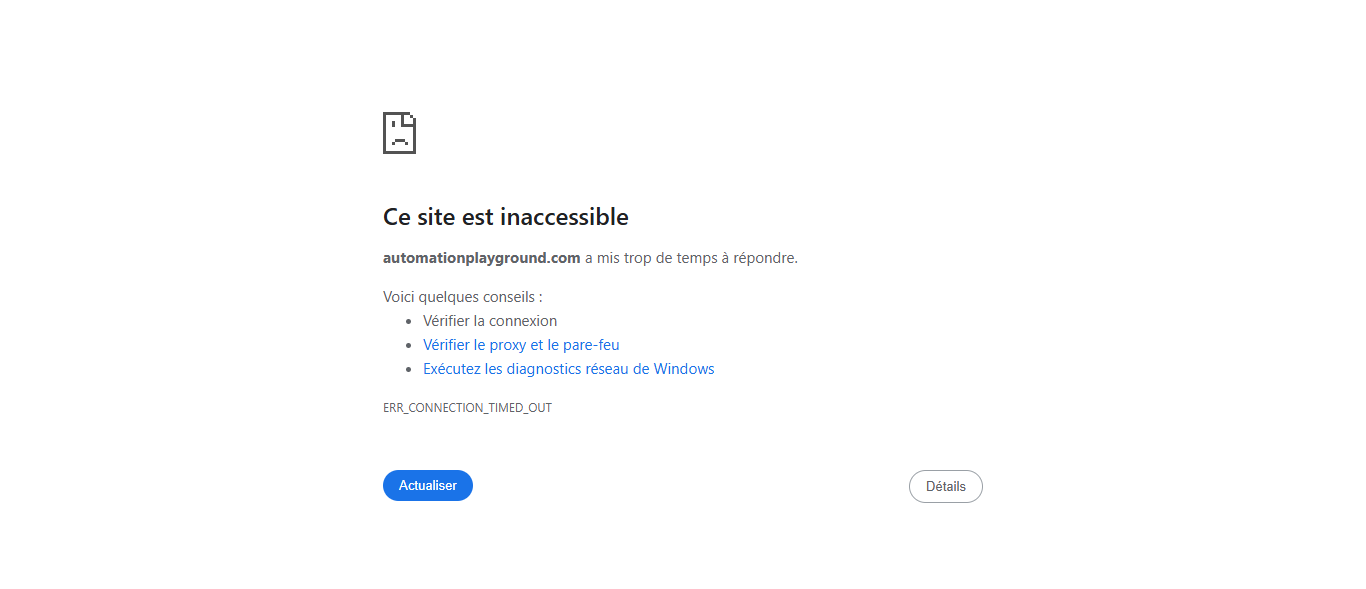 Ce site est inaccessible
automationplayground.com a mis trop de temps à répondre.
Voici quelques conseils :
Vérifier la connexion
Vérifier le proxy et le pare-feu
Exécutez les diagnostics réseau de Windows
ERR_CONNECTION_TIMED_OUT
Actualiser
Détails